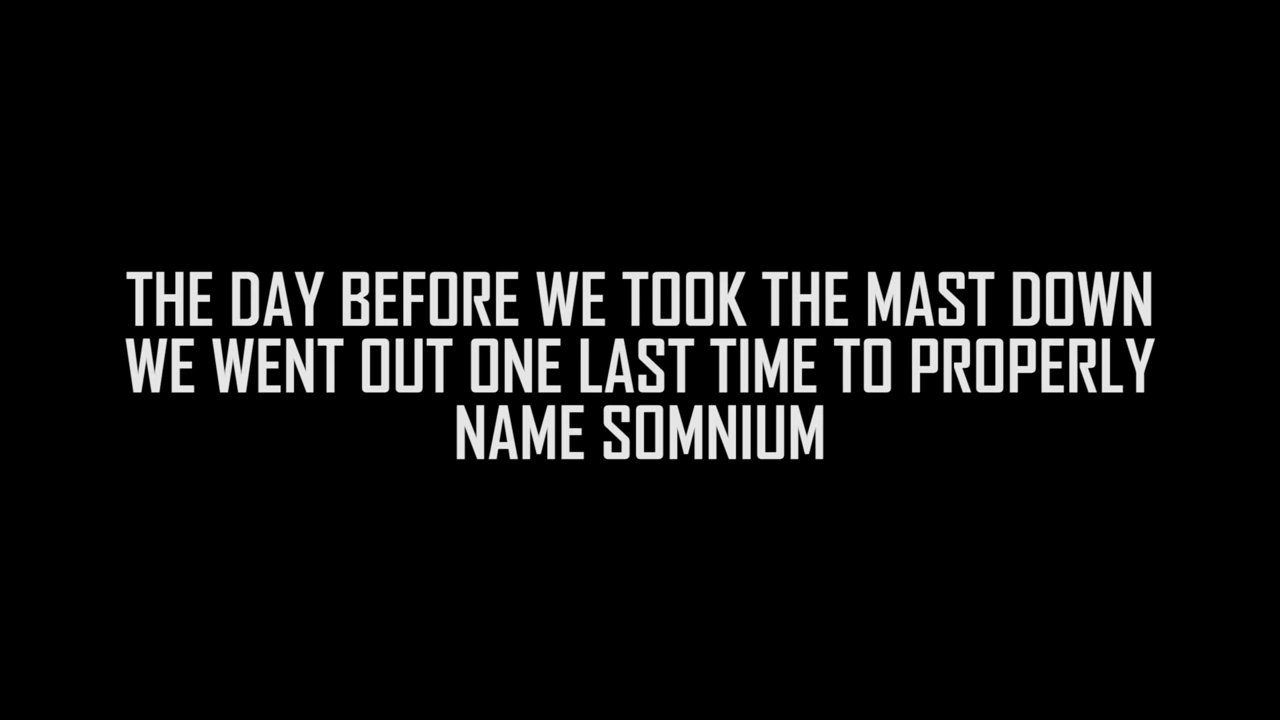 THE DAY BEFORE WE TOOK THE MAST DOWN
WE WENT OUT ONE LAST TIME TO PROPERLY
NAME SOMNIUM